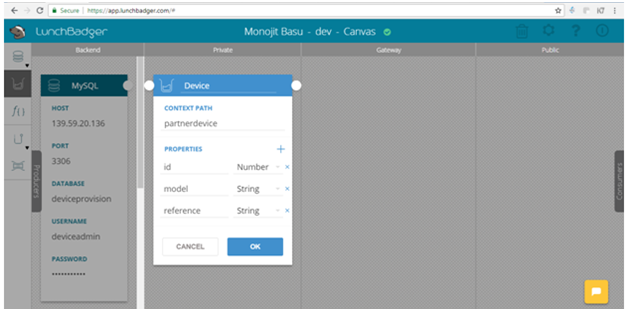 Secure https://app.lunchbadger.com/#
LunchBadger
Monojit Basu - dev - Canvas
Backend Private Gateway Public
MySQL
HOST
139.59.20.136
PORT
3306
DATABASE
deviceprovision
USERNAME
deviceadmin
PASSWORD
•••••••••••
Producers
Device
CONTEXT PATH
partnerdevice
PROPERTIES +
id Number ×
model String ×
reference String ×
CANCEL OK
Consumers
f()